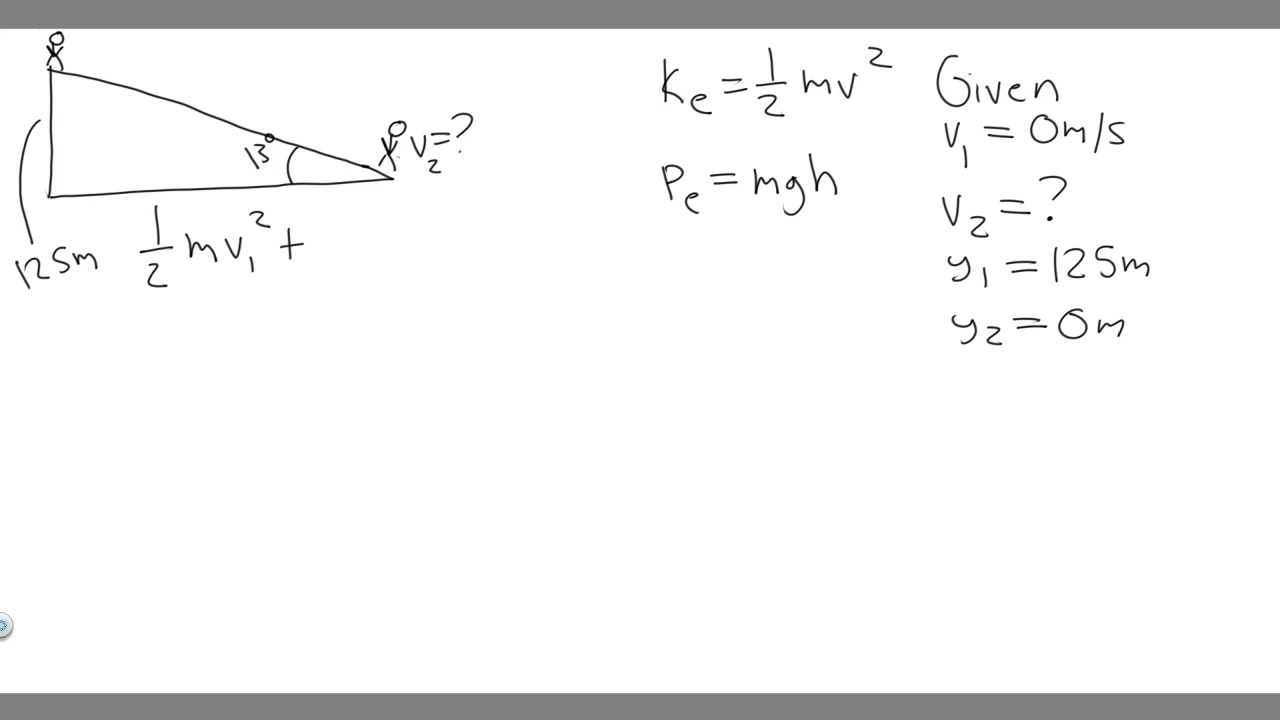 13°
V₂=?
125m
1/2 mv₁² +
Ke = 1/2 mv²
Pe = mgh
Given
v₁ = 0m/s
v₂ = ?
y₁ = 125m
y₂ = 0m